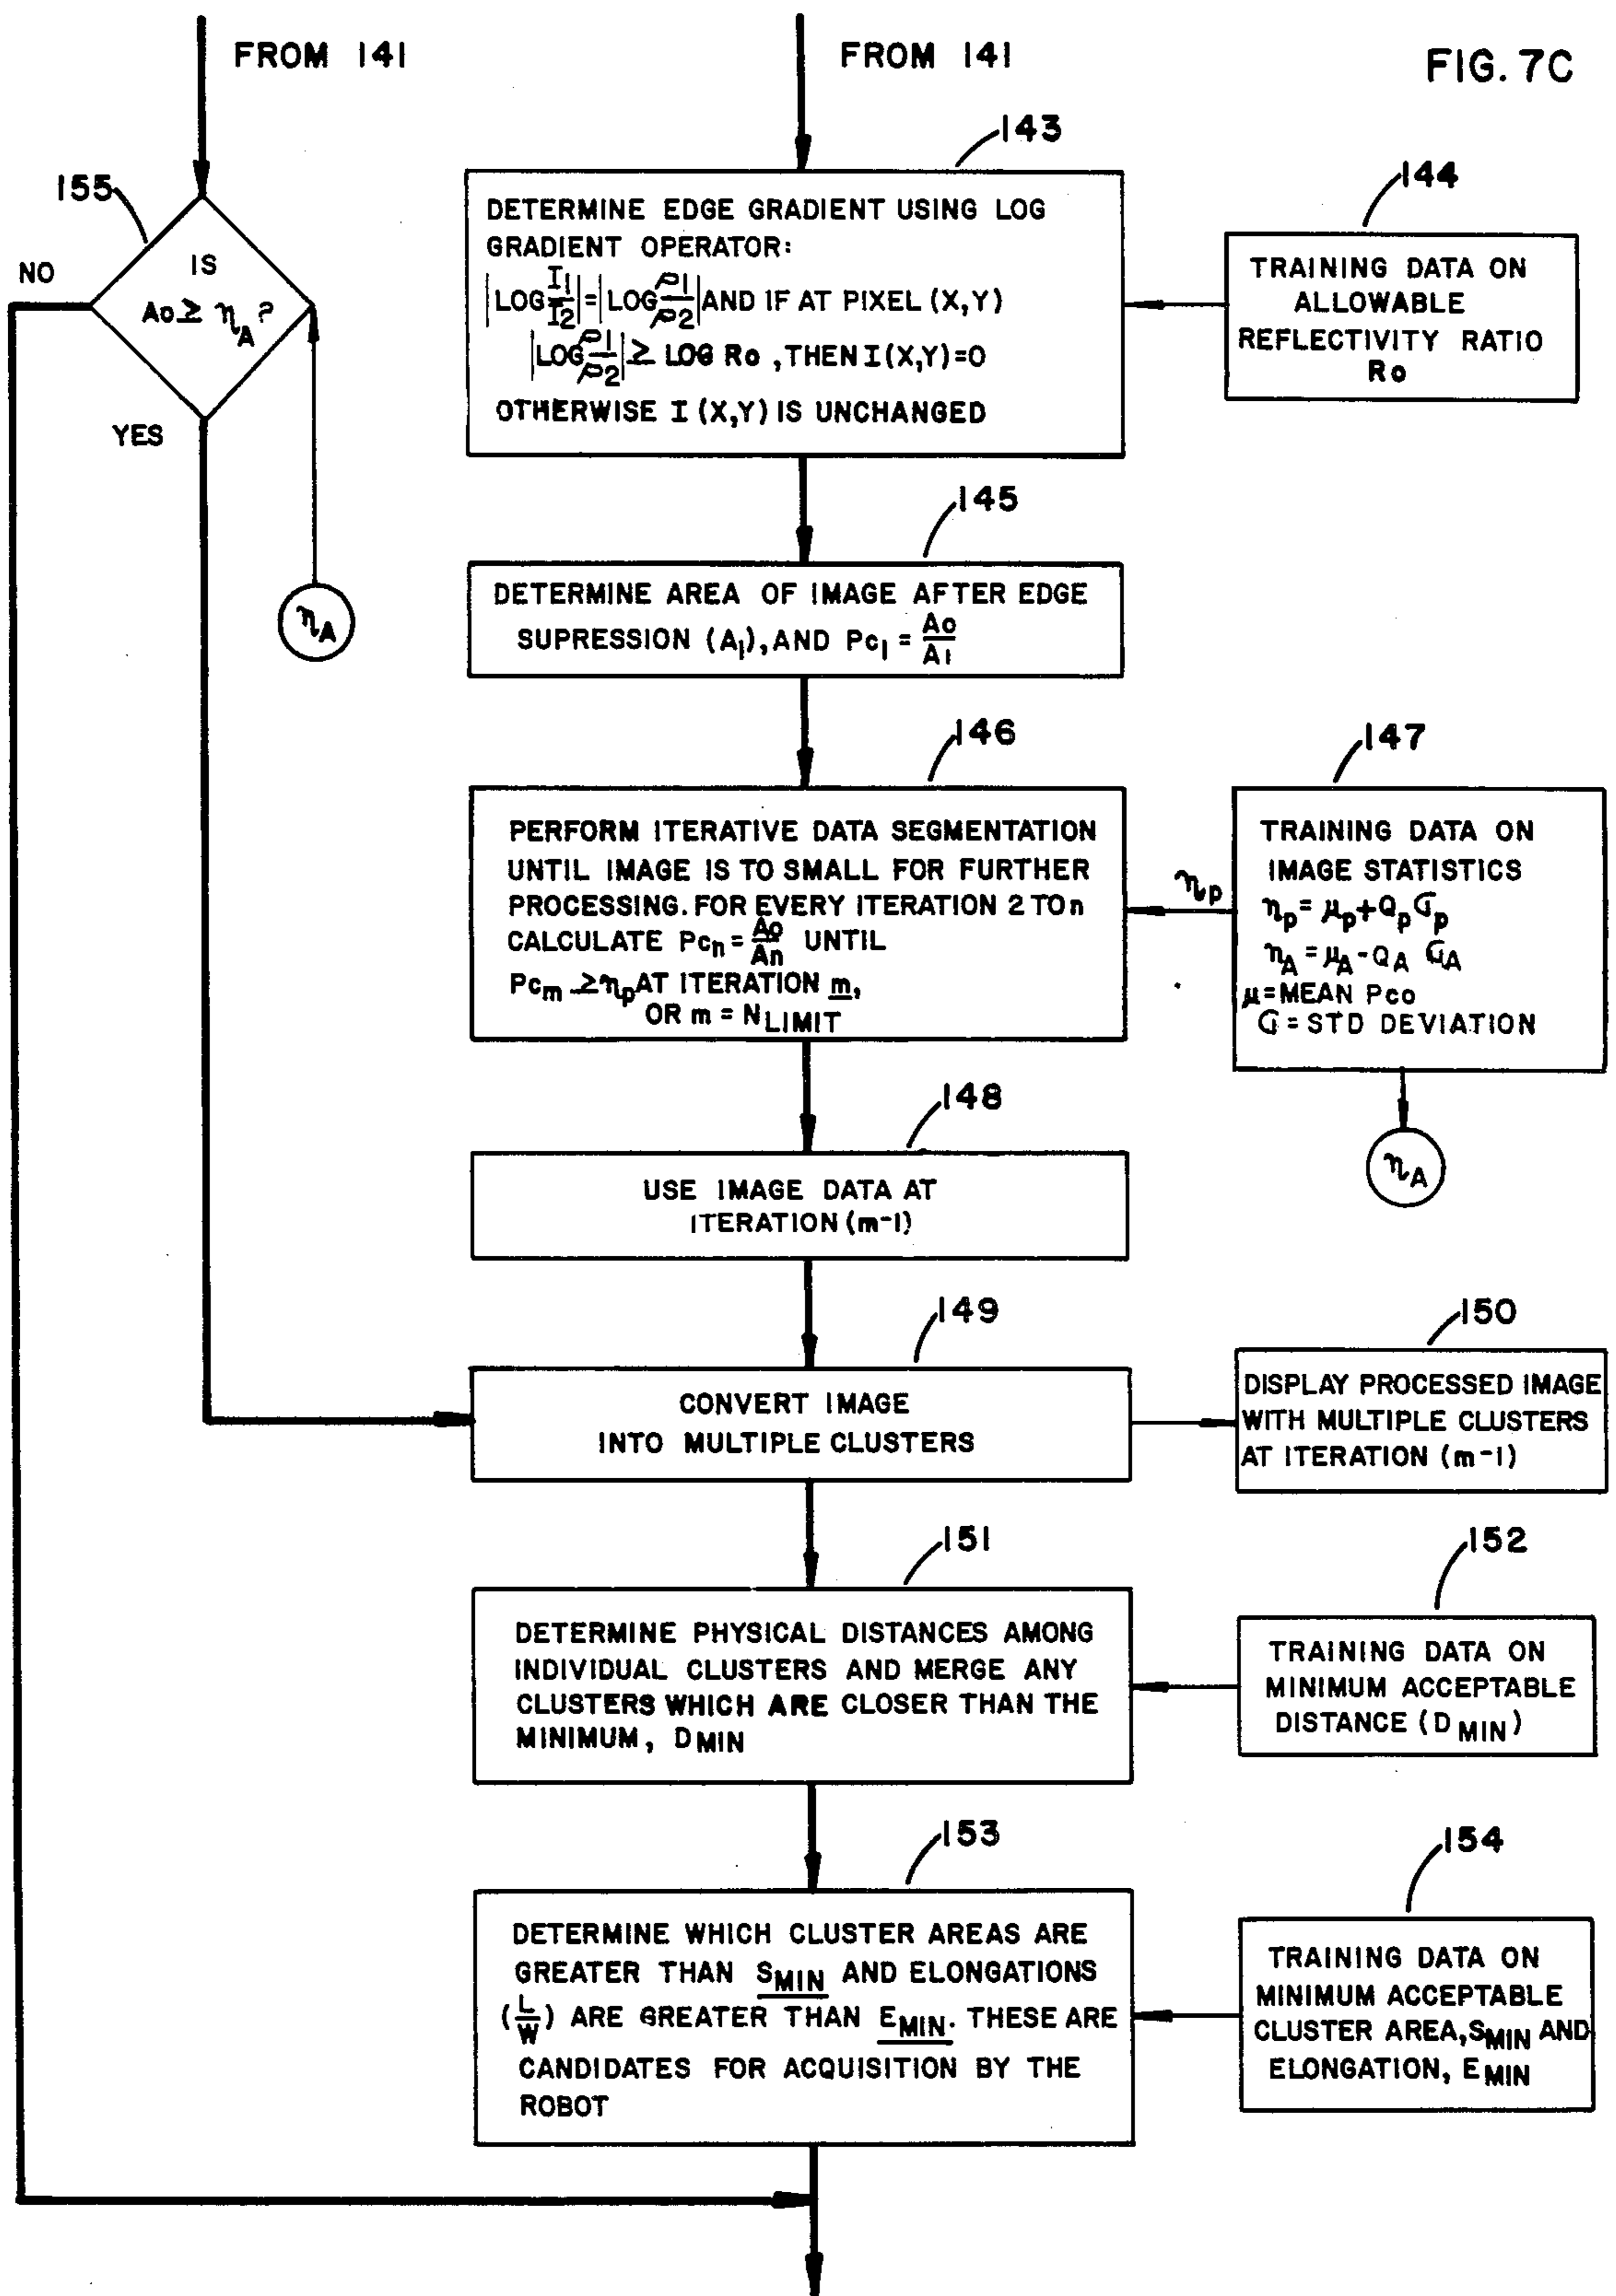 FROM 141
FROM 141
FIG. 7C
155
IS
Ao ≥ ηA ?
NO
YES
ηA
143
DETERMINE EDGE GRADIENT USING LOG
GRADIENT OPERATOR:
|LOG I1/I2| = |LOG ρ1/ρ2| AND IF AT PIXEL (X,Y)
|LOG ρ1/ρ2| ≥ LOG Ro , THEN I(X,Y)=0
OTHERWISE I (X,Y) IS UNCHANGED
144
TRAINING DATA ON
ALLOWABLE
REFLECTIVITY RATIO
Ro
145
DETERMINE AREA OF IMAGE AFTER EDGE
SUPRESSION (A1), AND Pc1 = Ao/A1
146
PERFORM ITERATIVE DATA SEGMENTATION
UNTIL IMAGE IS TO SMALL FOR FURTHER
PROCESSING. FOR EVERY ITERATION 2 TO n
CALCULATE Pcn = Ao/An UNTIL
Pcm ≥ ηp AT ITERATION m,
OR m = NLIMIT
ηp
147
TRAINING DATA ON
IMAGE STATISTICS
ηp = μp + Qp σp
ηA = μA - QA σA
μ = MEAN Pco
σ = STD DEVIATION
ηA
148
USE IMAGE DATA AT
ITERATION (m-1)
149
CONVERT IMAGE
INTO MULTIPLE CLUSTERS
150
DISPLAY PROCESSED IMAGE
WITH MULTIPLE CLUSTERS
AT ITERATION (m-1)
151
DETERMINE PHYSICAL DISTANCES AMONG
INDIVIDUAL CLUSTERS AND MERGE ANY
CLUSTERS WHICH ARE CLOSER THAN THE
MINIMUM, DMIN
152
TRAINING DATA ON
MINIMUM ACCEPTABLE
DISTANCE (DMIN)
153
DETERMINE WHICH CLUSTER AREAS ARE
GREATER THAN SMIN AND ELONGATIONS
(L/W) ARE GREATER THAN EMIN. THESE ARE
CANDIDATES FOR ACQUISITION BY THE
ROBOT
154
TRAINING DATA ON
MINIMUM ACCEPTABLE
CLUSTER AREA, SMIN AND
ELONGATION, EMIN